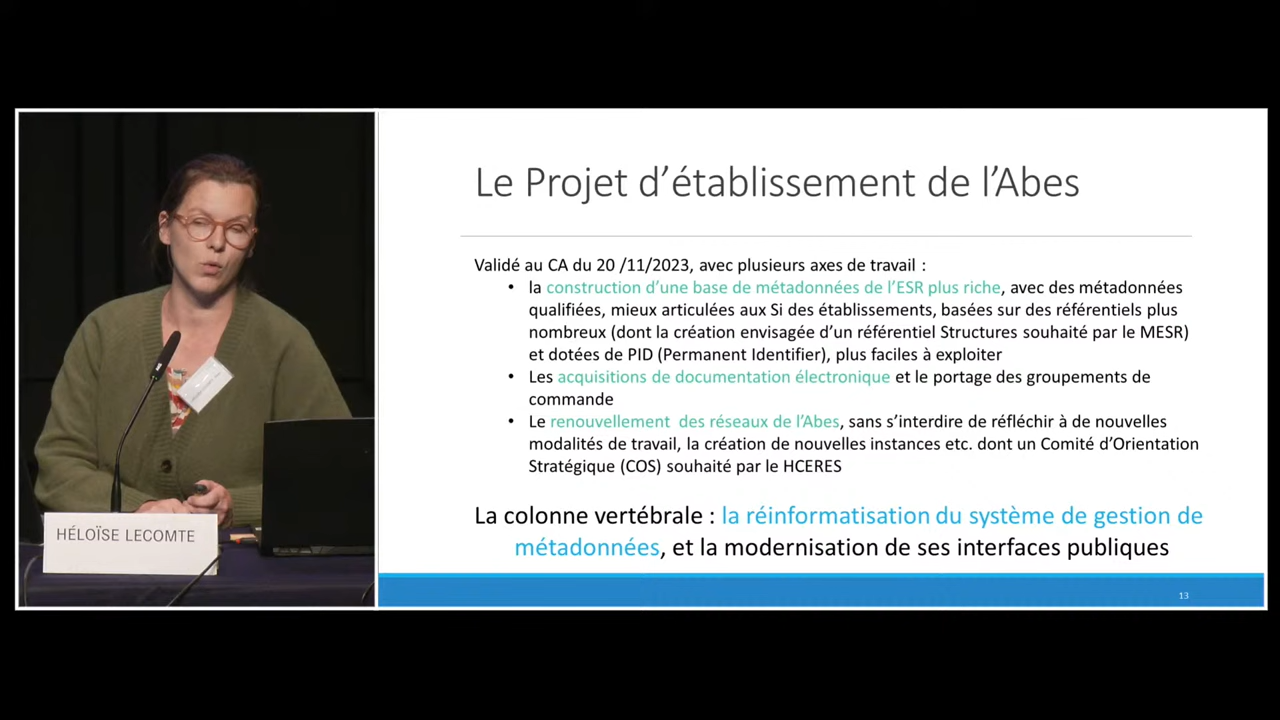 HÉLOÏSE LECOMTE
Le Projet d’établissement de l’Abes
Validé au CA du 20 /11/2023, avec plusieurs axes de travail :
• la construction d’une base de métadonnées de l’ESR plus riche, avec des métadonnées
qualifiées, mieux articulées aux Si des établissements, basées sur des référentiels plus
nombreux (dont la création envisagée d’un référentiel Structures souhaité par le MESR)
et dotées de PID (Permanent Identifier), plus faciles à exploiter
• Les acquisitions de documentation électronique et le portage des groupements de
commande
• Le renouvellement des réseaux de l’Abes, sans s’interdire de réfléchir à de nouvelles
modalités de travail, la création de nouvelles instances etc. dont un Comité d’Orientation
Stratégique (COS) souhaité par le HCERES
La colonne vertébrale : la réinformatisation du système de gestion de
métadonnées, et la modernisation de ses interfaces publiques
13